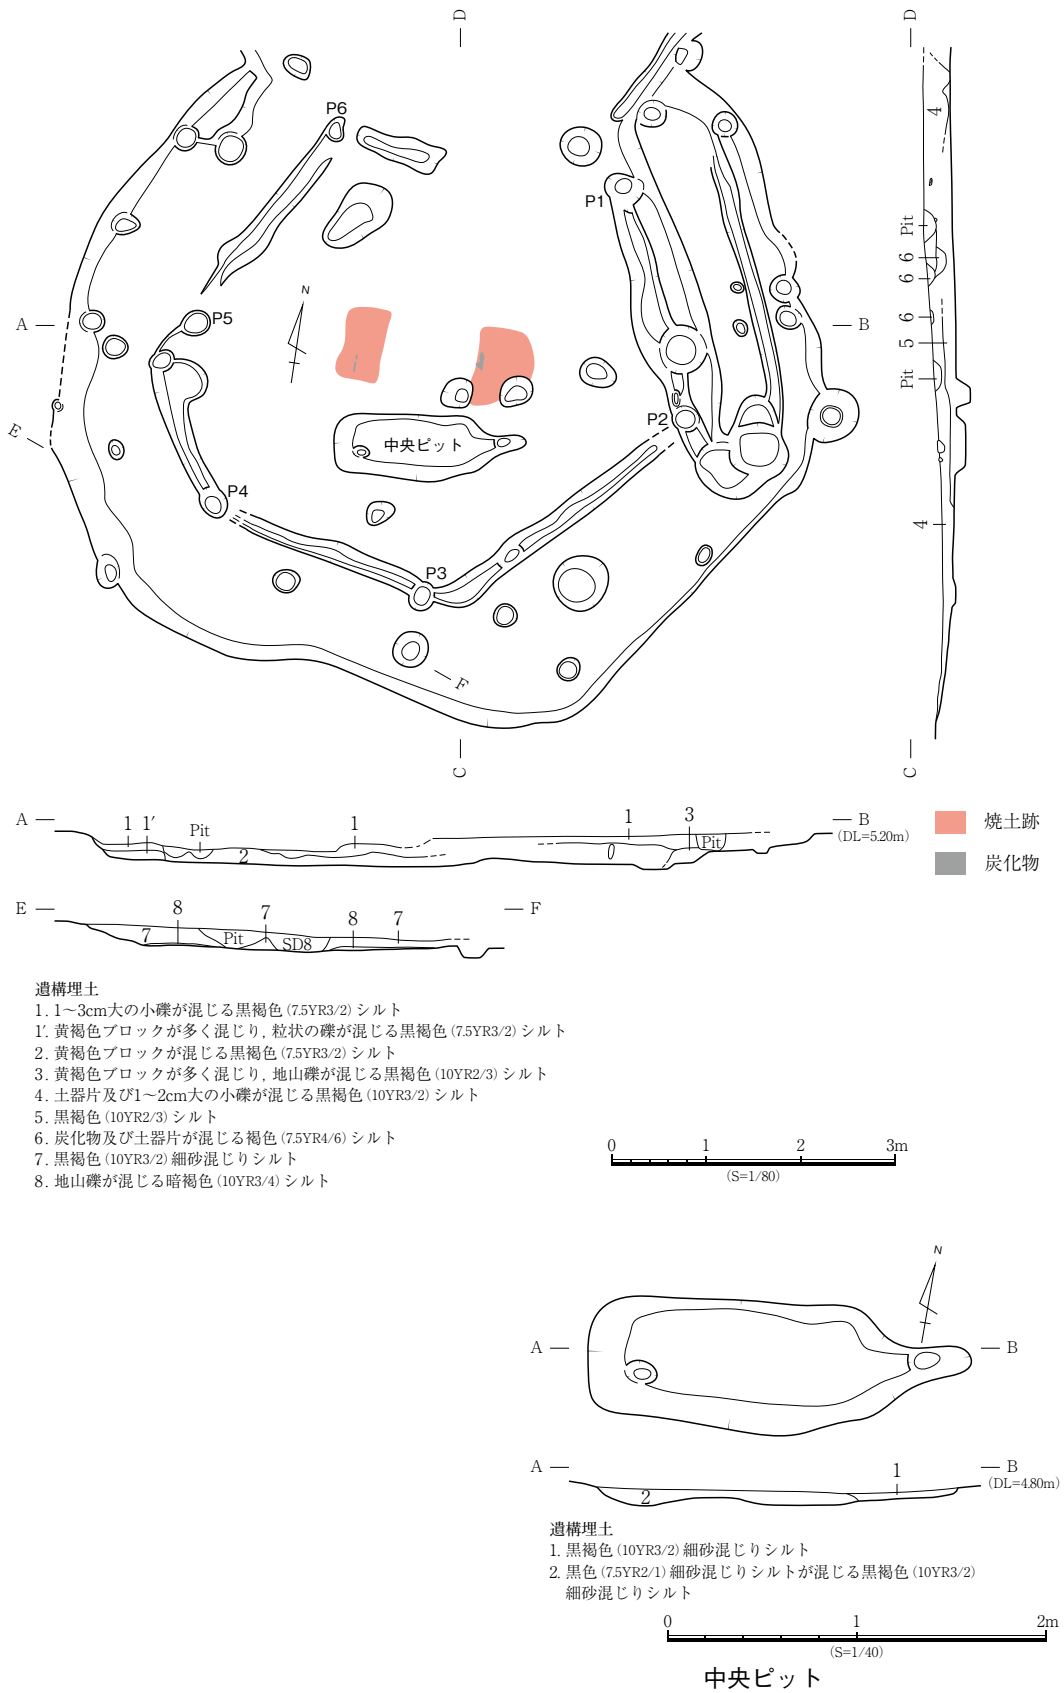 D
D
P6
P1
4
Pit
6
6
N
P5
A
B
6
5
Pit
P2
E
中央ピット
P4
4
P3
F
C
C
A
1
1′
Pit
2
1
1
3
Pit
B
(DL=5.20m)
焼土跡
炭化物
E
7
8
Pit
7
SD8
8
7
F
遺構埋土
1. 1～3cm大の小礫が混じる黒褐色(7.5YR3/2)シルト
1′. 黄褐色ブロックが多く混じり, 粒状の礫が混じる黒褐色(7.5YR3/2)シルト
2. 黄褐色ブロックが混じる黒褐色(7.5YR3/2)シルト
3. 黄褐色ブロックが多く混じり, 地山礫が混じる黒褐色(10YR2/3)シルト
4. 土器片及び1～2cm大の小礫が混じる黒褐色(10YR3/2)シルト
5. 黒褐色(10YR2/3)シルト
6. 炭化物及び土器片が混じる褐色(7.5YR4/6)シルト
7. 黒褐色(10YR3/2)細砂混じりシルト
8. 地山礫が混じる暗褐色(10YR3/4)シルト
0 1 2 3m
(S=1/80)
N
A
B
A
2
1
B
(DL=4.80m)
遺構埋土
1. 黒褐色(10YR3/2)細砂混じりシルト
2. 黒色(7.5YR2/1)細砂混じりシルトが混じる黒褐色(10YR3/2)
細砂混じりシルト
0 1 2m
(S=1/40)
中央ピット